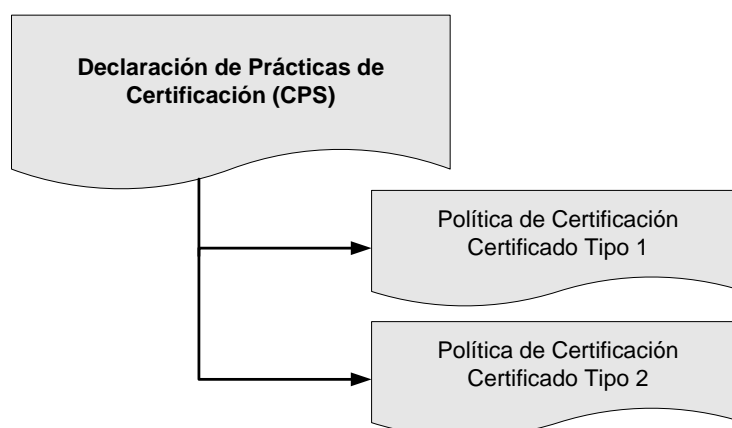 Declaración de Prácticas de
Certificación (CPS)
Política de Certificación
Certificado Tipo 1
Política de Certificación
Certificado Tipo 2